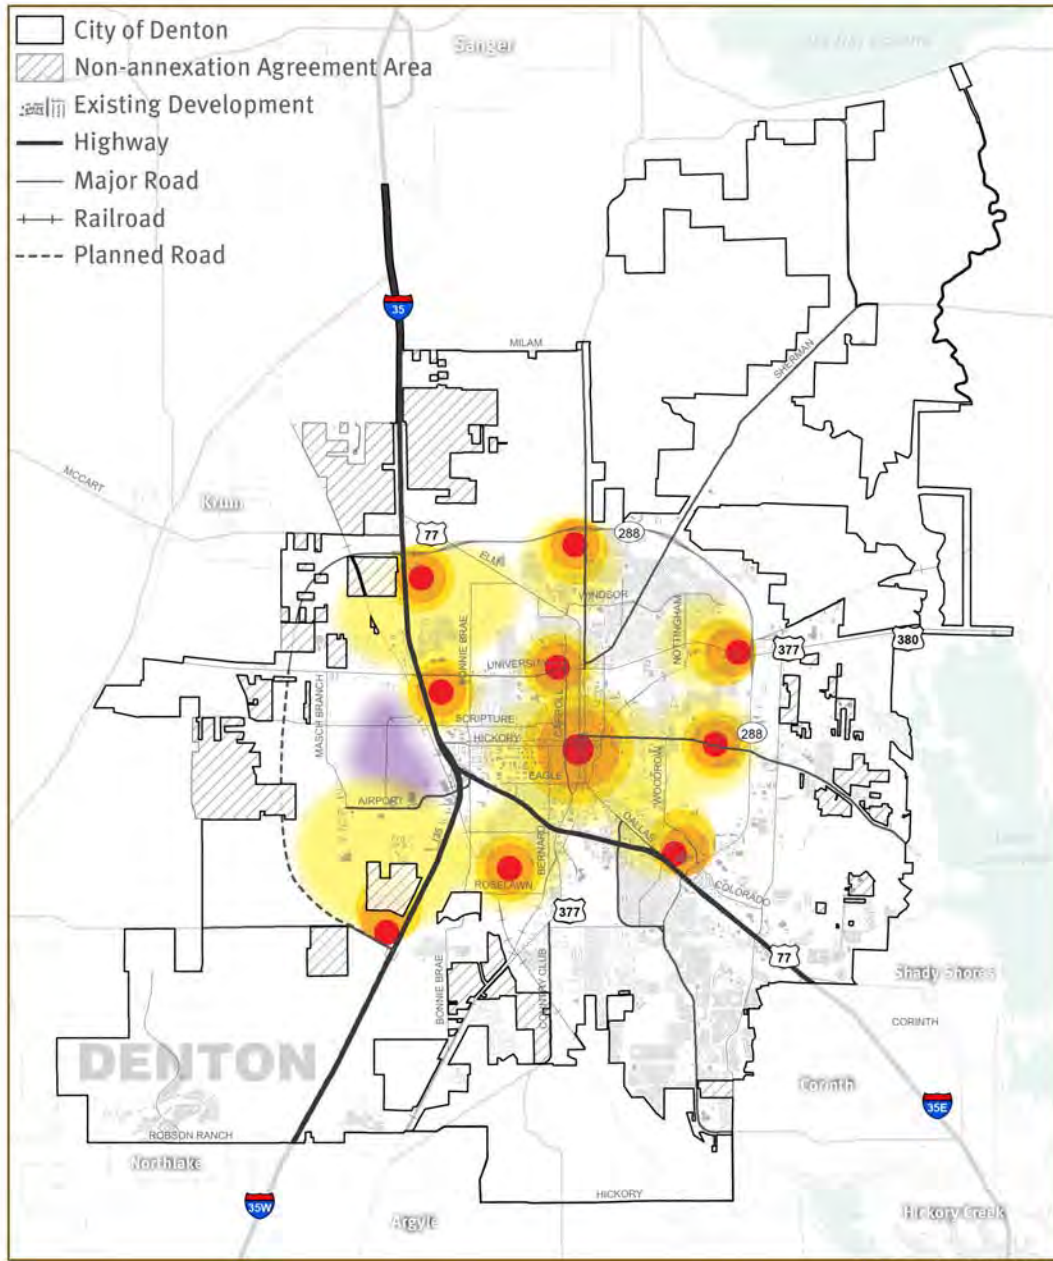 City of Denton
Non-annexation Agreement Area
Existing Development
Highway
Major Road
Railroad
Planned Road
Sanger
35
MILAM
SHERMAN
MCCART
Krum
77
288
ELM
WINDSOR
BONNIE BRAE
NOTTINGHAM
380
377
UNIVERSITY
MASCH BRANCH
SCRIPTURE
CARROLL
HICKORY
288
WOODROW
EAGLE
AIRPORT
I35
DALLAS
BERNARD
ROSELAWN
COLORADO
377
77
BONNIE BRAE
COUNTRY CLUB
Shady Shores
CORINTH
DENTON
Corinth
35E
ROBSON RANCH
Northlake
HICKORY
35W
Argyle
Hickory Creek